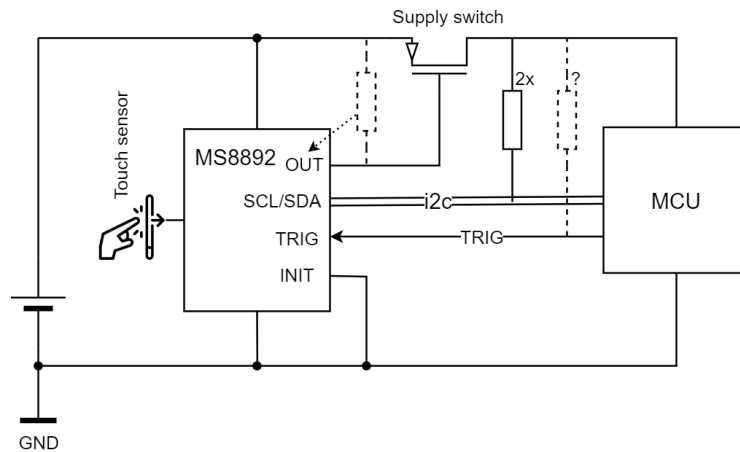 Supply switch
2x
?
Touch sensor
MS8892
OUT
SCL/SDA
i2c
MCU
TRIG
TRIG
INIT
GND